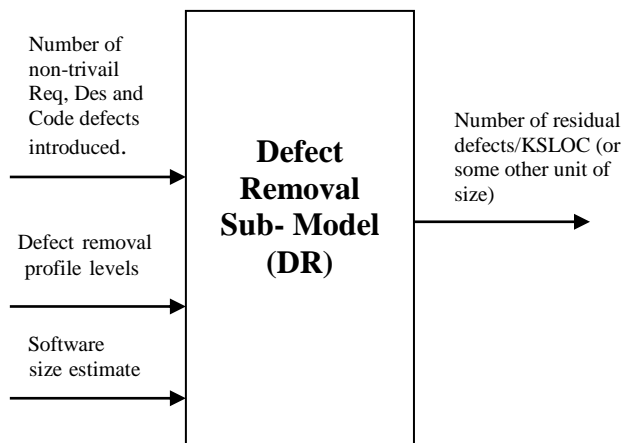 Number of
non-trivail
Req, Des and
Code defects
introduced.
Defect removal
profile levels
Software
size estimate
Defect
Removal
Sub- Model
(DR)
Number of residual
defects/KSLOC (or
some other unit of
size)